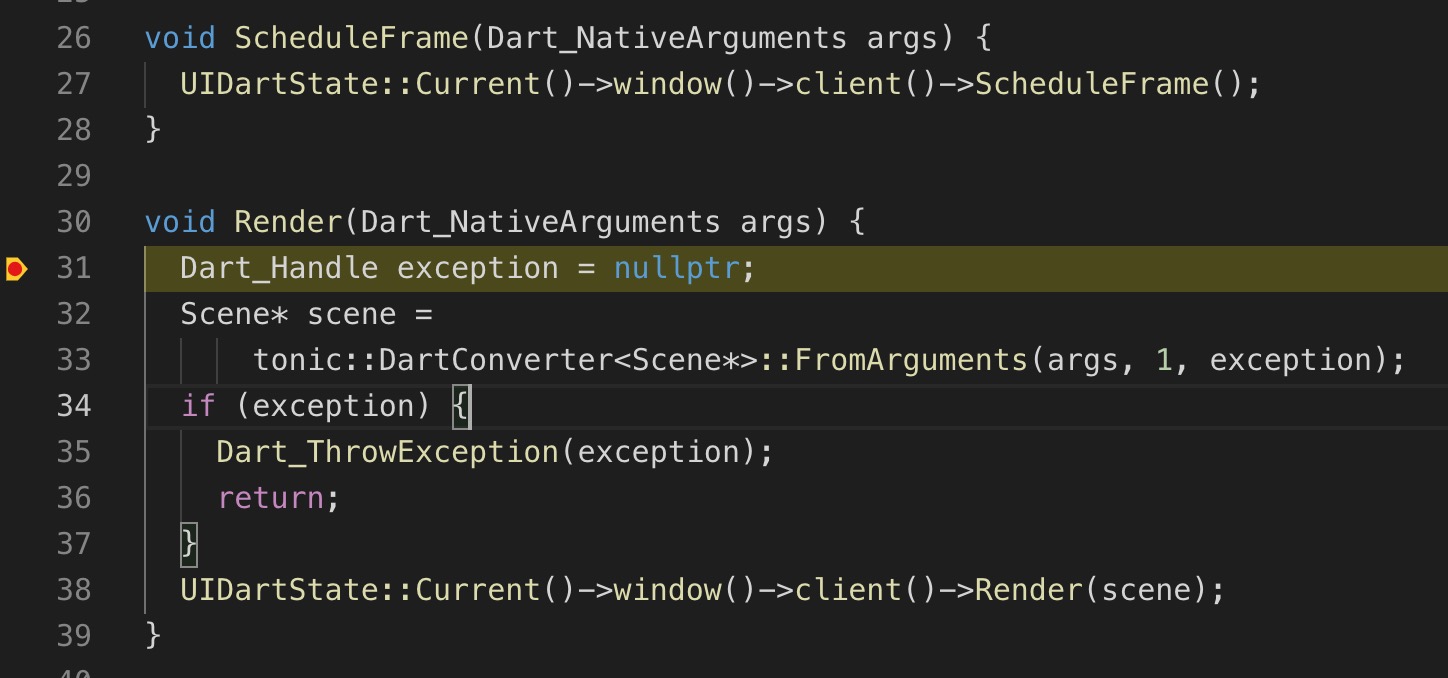 26 void ScheduleFrame(Dart_NativeArguments args) {
27 UIDartState::Current()->window()->client()->ScheduleFrame();
28 }
29
30 void Render(Dart_NativeArguments args) {
31 Dart_Handle exception = nullptr;
32 Scene* scene =
33 tonic::DartConverter<Scene*>::FromArguments(args, 1, exception);
34 if (exception) {
35 Dart_ThrowException(exception);
36 return;
37 }
38 UIDartState::Current()->window()->client()->Render(scene);
39 }